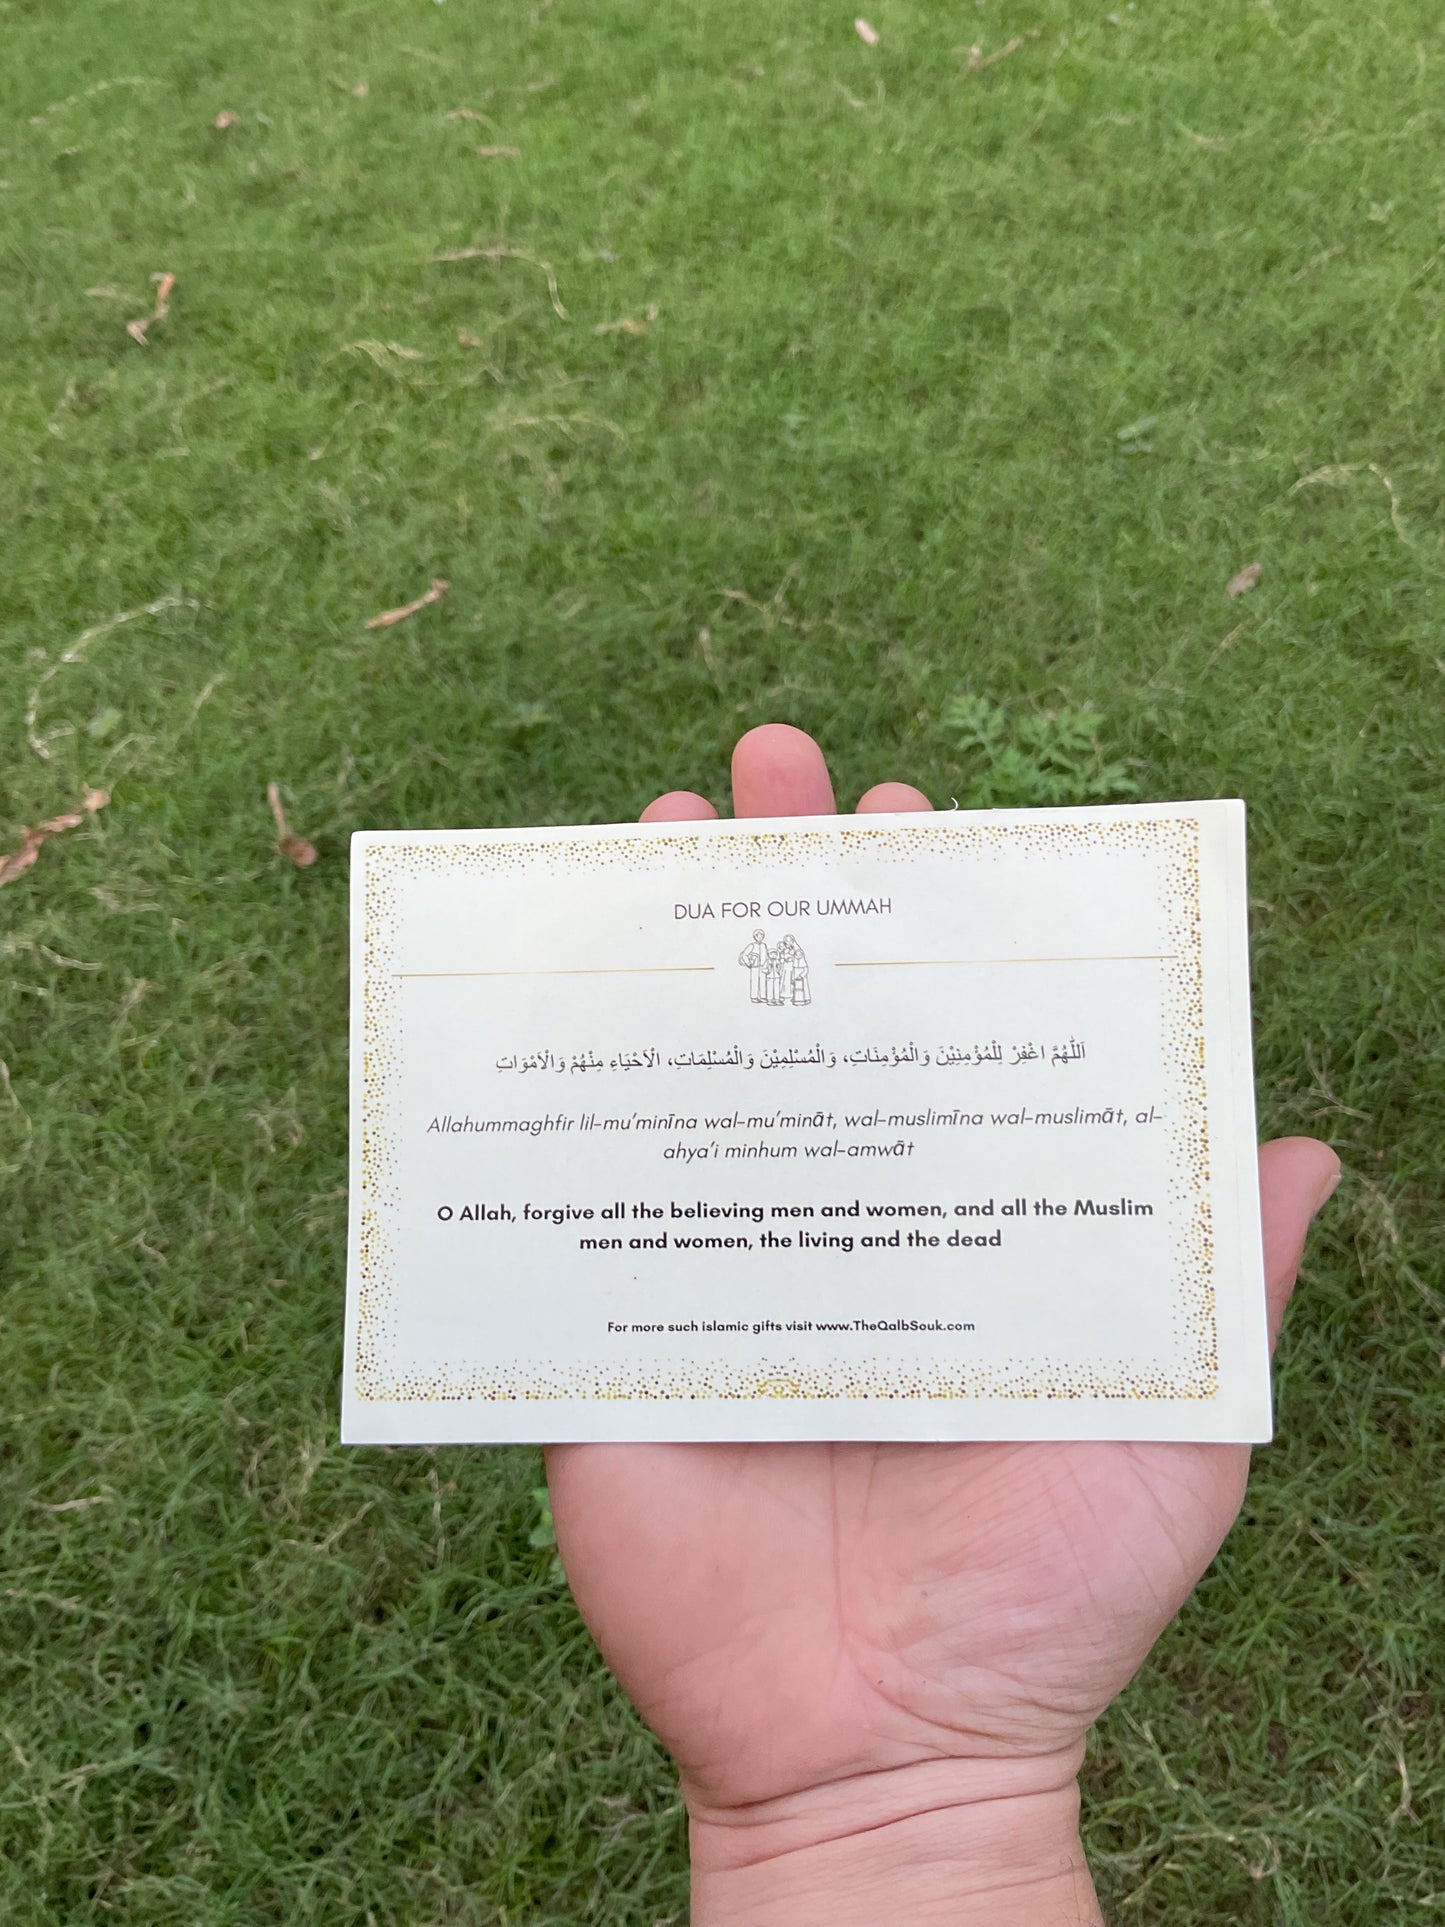 DUA FOR OUR UMMAH
اَللّٰهُمَّ اغْفِرْ لِلْمُؤْمِنِيْنَ وَالْمُؤْمِنَاتِ، وَالْمُسْلِمِيْنَ وَالْمُسْلِمَاتِ، الْاَحْيَاءِ مِنْهُمْ وَالْاَمْوَاتِ
Allahummaghfir lil-mu’minīna wal-mu’mināt, wal-muslimīna wal-muslimāt, al-
ahya’i minhum wal-amwāt
O Allah, forgive all the believing men and women, and all the Muslim
men and women, the living and the dead
For more such islamic gifts visit www.TheQalbSouk.com